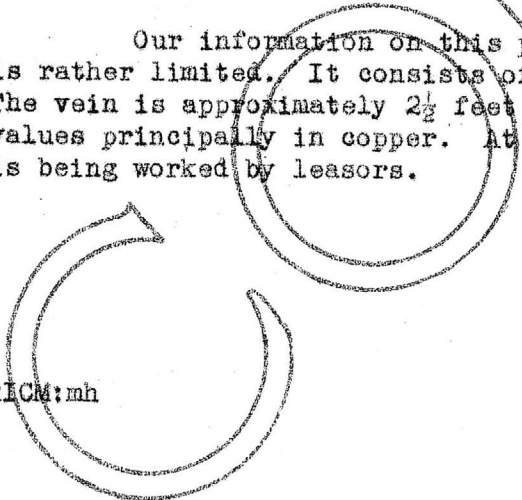 Our information on this
is rather limited. It consists of
The vein is approximately 2½ feet
values principally in copper. At
is being worked by leasors.
RICM:mh